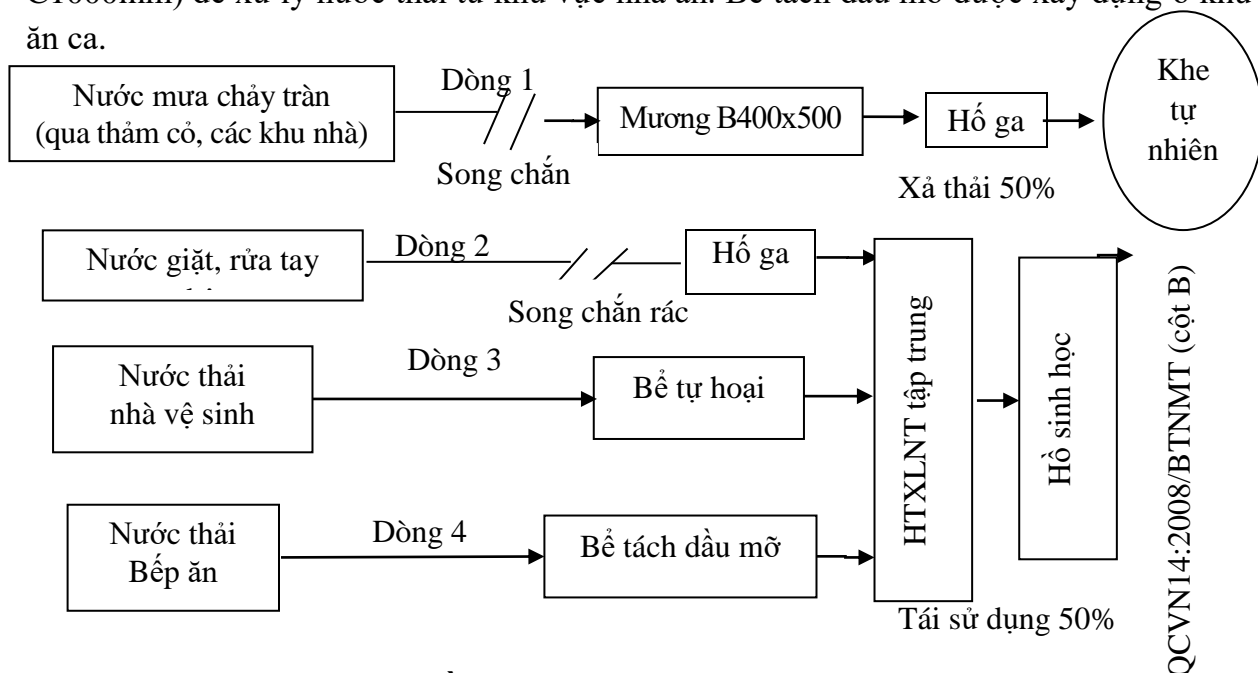 ăn ca.
Nước mưa chảy tràn
(qua thảm cỏ, các khu nhà)
Dòng 1
Song chắn
Mương B400x500
Hố ga
Khe
tự
nhiên
Xả thải 50%
Nước giặt, rửa tay
Dòng 2
Song chắn rác
Hố ga
Nước thải
nhà vệ sinh
Dòng 3
Bể tự hoại
Nước thải
Bếp ăn
Dòng 4
Bể tách dầu mỡ
HTXLNT tập trung
Hồ sinh học
Tái sử dụng 50%
QCVN14:2008/BTNMT (cột B)